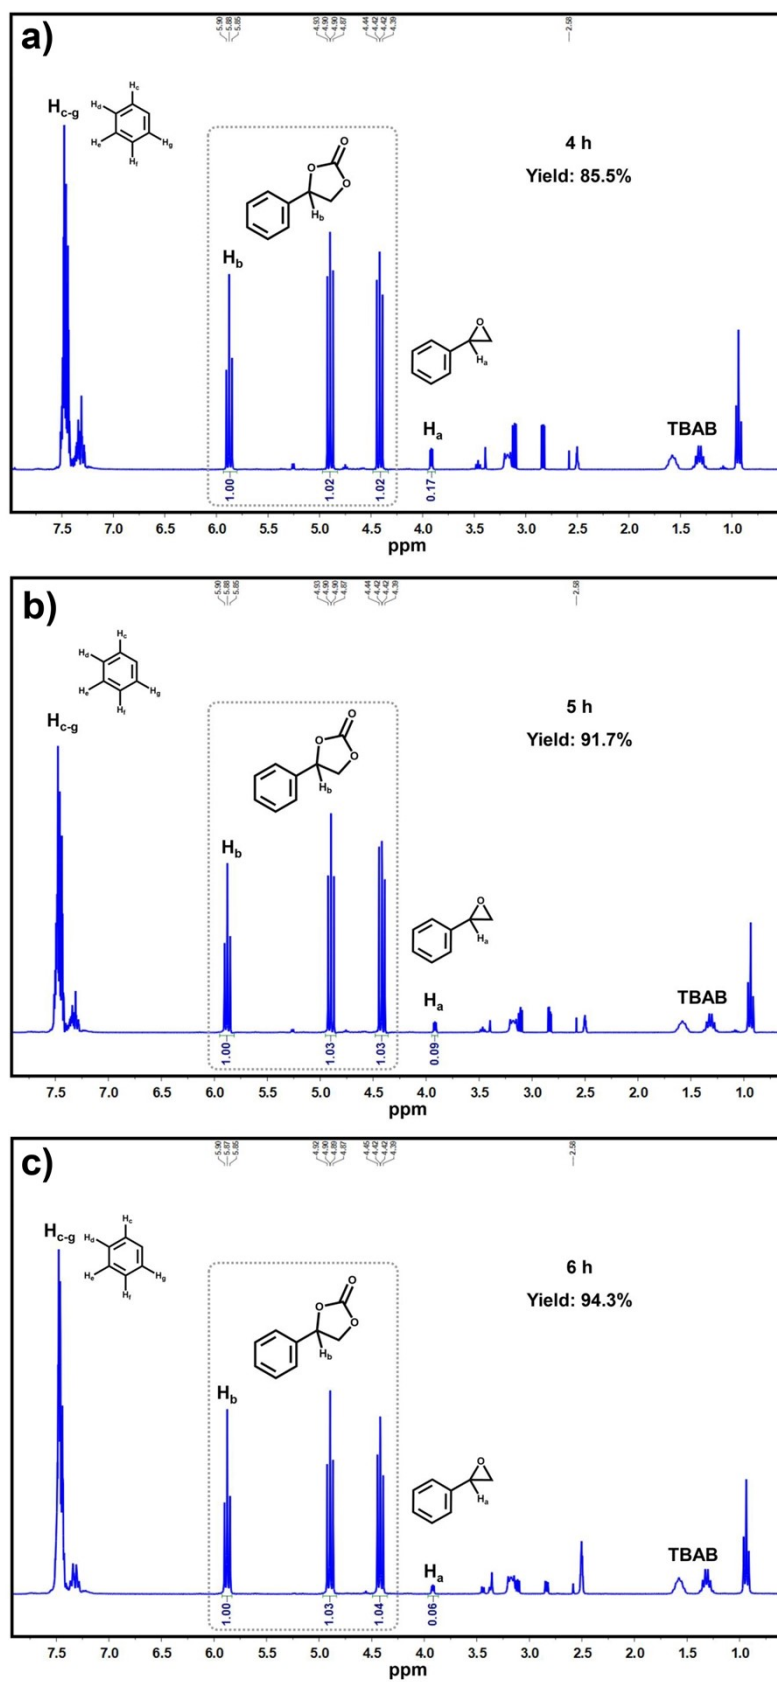 a)
5.90
5.88
5.85
4.93
4.90
4.90
4.87
4.44
4.42
4.42
4.39
2.58
Hc-g
Hc
Hd
He
Hf
Hg
4 h
Yield: 85.5%
O
O
O
Hb
Hb
O
Ha
Ha
TBAB
1.00
1.02
1.02
0.17
7.5 7.0 6.5 6.0 5.5 5.0 4.5 4.0 3.5 3.0 2.5 2.0 1.5 1.0
ppm
b)
5.90
5.88
5.85
4.93
4.90
4.90
4.87
4.44
4.42
4.42
4.39
2.58
Hc
Hd
He
Hf
Hg
Hc-g
5 h
Yield: 91.7%
O
O
O
Hb
Hb
O
Ha
Ha
TBAB
1.00
1.03
1.03
0.09
7.5 7.0 6.5 6.0 5.5 5.0 4.5 4.0 3.5 3.0 2.5 2.0 1.5 1.0
ppm
c)
5.90
5.87
5.85
4.92
4.90
4.89
4.87
4.45
4.42
4.42
4.39
2.58
Hc-g
Hc
Hd
He
Hf
Hg
6 h
Yield: 94.3%
O
O
O
Hb
Hb
O
Ha
Ha
TBAB
1.00
1.03
1.04
0.06
7.5 7.0 6.5 6.0 5.5 5.0 4.5 4.0 3.5 3.0 2.5 2.0 1.5 1.0
ppm